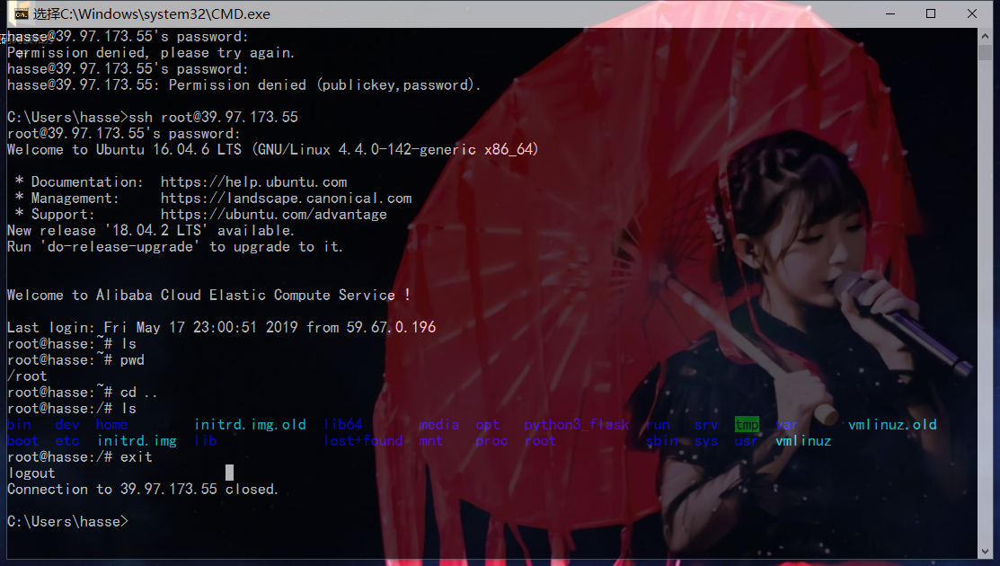 选择C:\Windows\system32\CMD.exe
hasse@39.97.173.55's password:
Permission denied, please try again.
hasse@39.97.173.55's password:
hasse@39.97.173.55: Permission denied (publickey,password).
C:\Users\hasse>ssh root@39.97.173.55
root@39.97.173.55's password:
Welcome to Ubuntu 16.04.6 LTS (GNU/Linux 4.4.0-142-generic x86_64)
* Documentation:  https://help.ubuntu.com
* Management:     https://landscape.canonical.com
* Support:        https://ubuntu.com/advantage
New release '18.04.2 LTS' available.
Run 'do-release-upgrade' to upgrade to it.
Welcome to Alibaba Cloud Elastic Compute Service !
Last login: Fri May 17 23:00:51 2019 from 59.67.0.196
root@hasse:~# ls
root@hasse:~# pwd
/root
root@hasse:~# cd ..
root@hasse:/# ls
bin   dev  home        initrd.img.old  lib64       media  opt   python3_flask  run   srv  tmp  var      vmlinuz.old
boot  etc  initrd.img  lib             lost+found  mnt    proc  root           sbin  sys  usr  vmlinuz
root@hasse:/# exit
logout
Connection to 39.97.173.55 closed.
C:\Users\hasse>